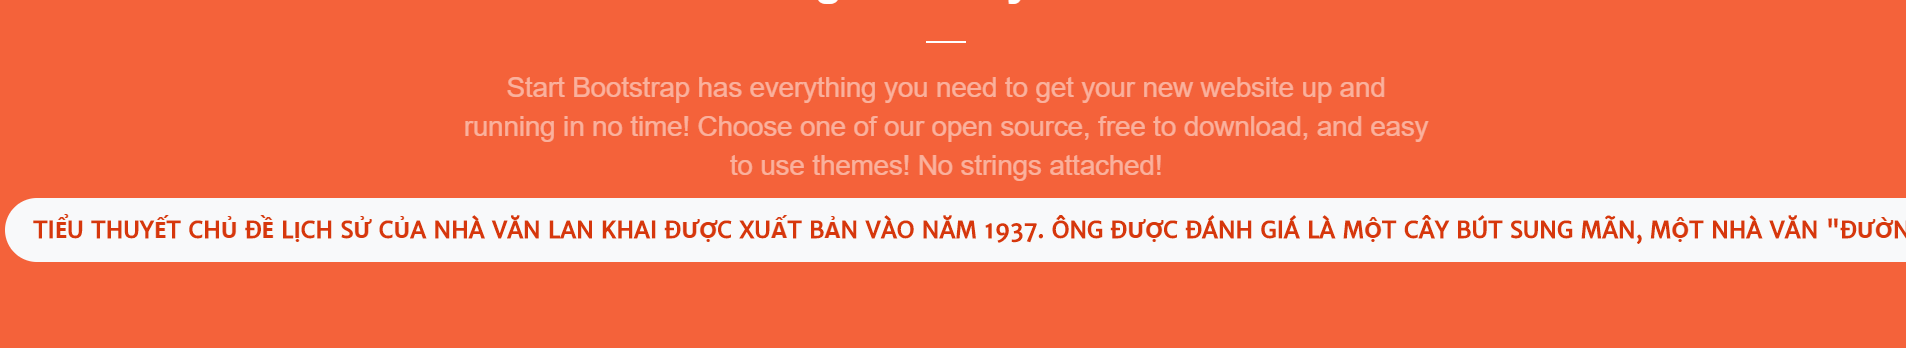 Start Bootstrap has everything you need to get your new website up and
running in no time! Choose one of our open source, free to download, and easy
to use themes! No strings attached!
TIỂU THUYẾT CHỦ ĐỀ LỊCH SỬ CỦA NHÀ VĂN LAN KHAI ĐƯỢC XUẤT BẢN VÀO NĂM 1937. ÔNG ĐƯỢC ĐÁNH GIÁ LÀ MỘT CÂY BÚT SUNG MÃN, MỘT NHÀ VĂN